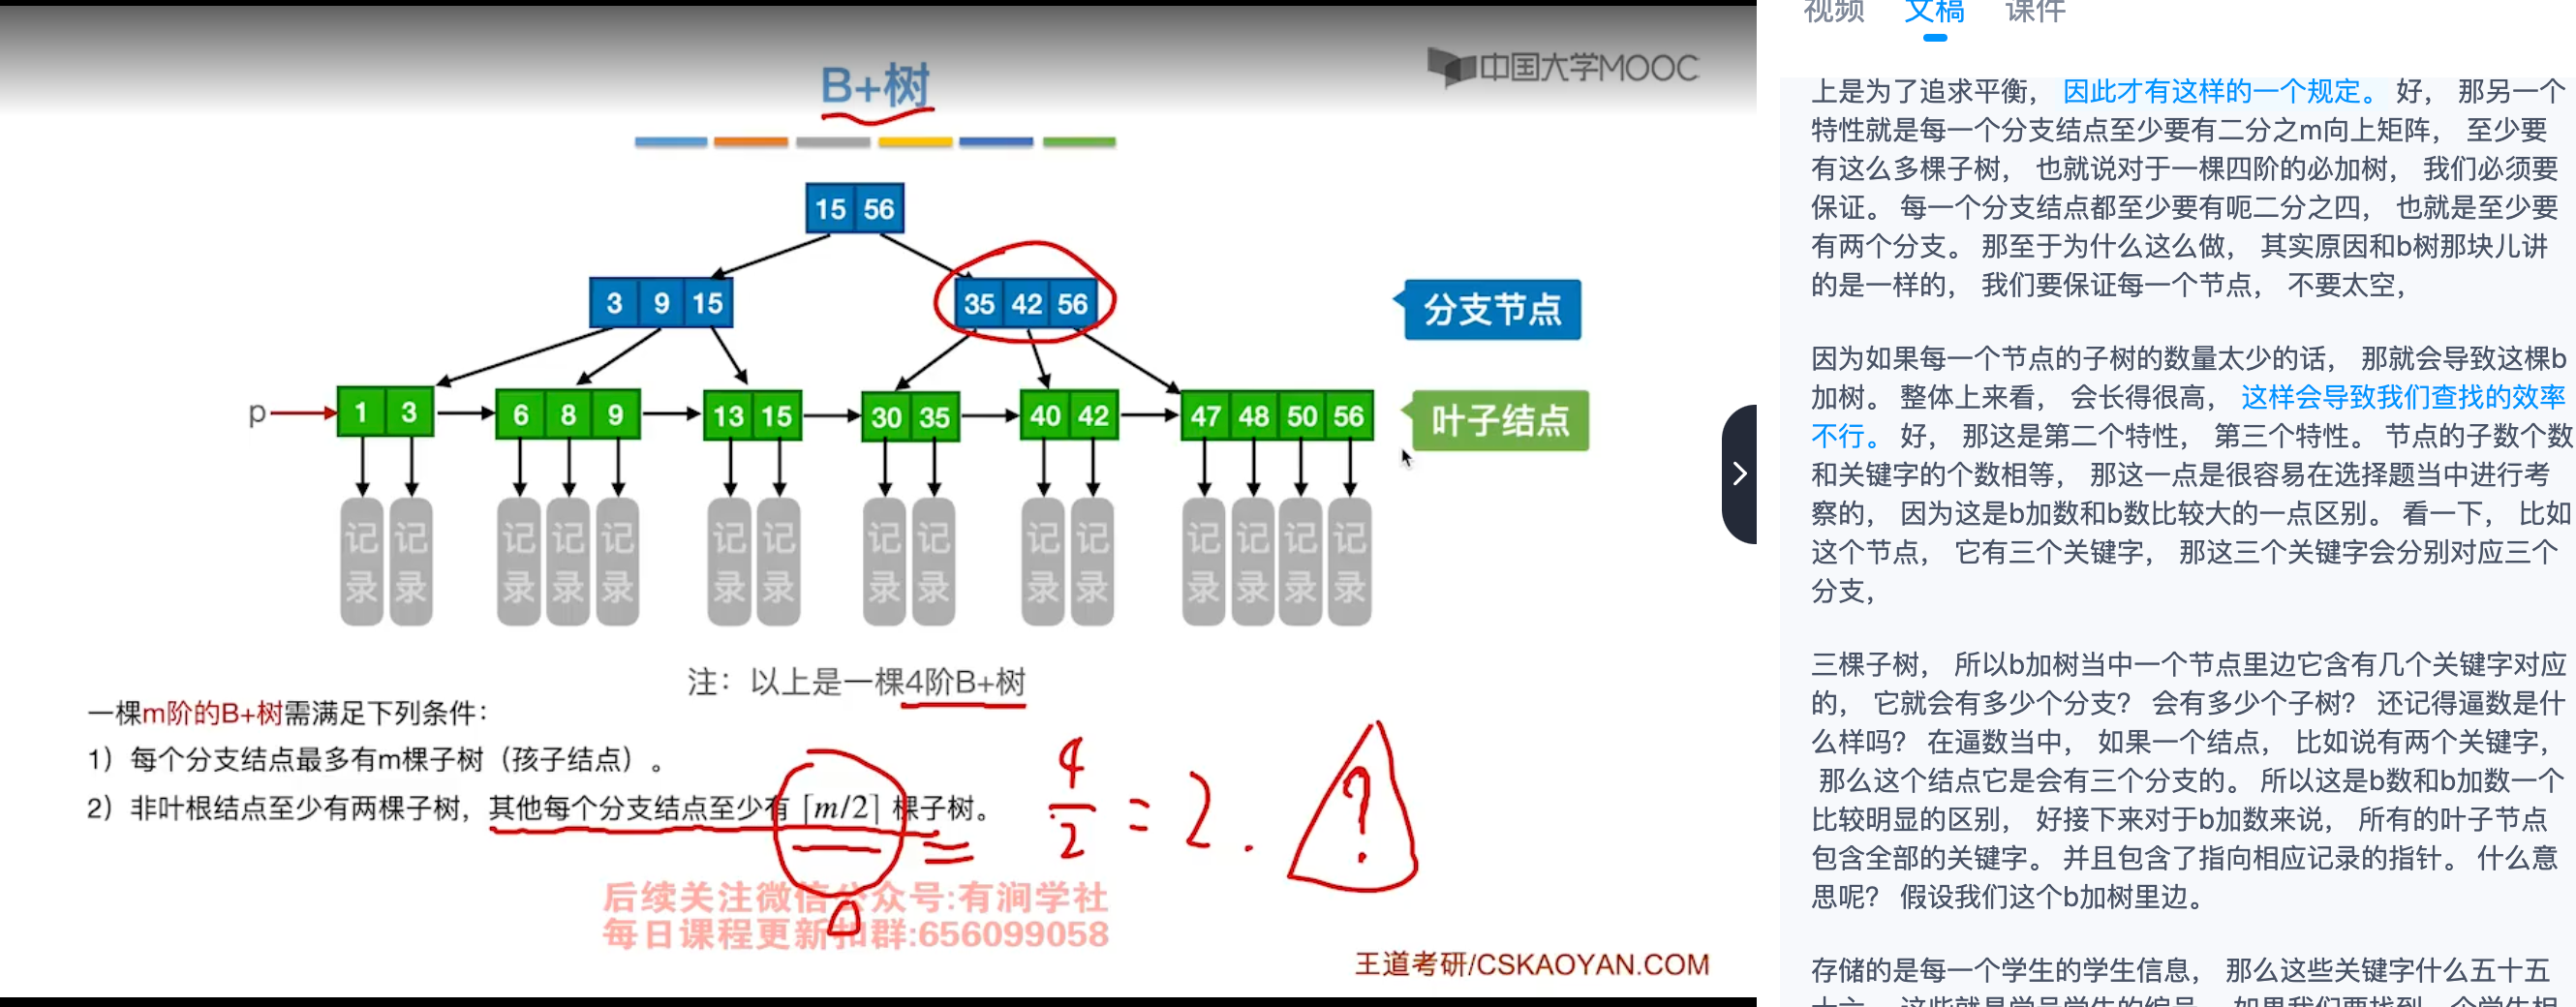 B+树
中国大学MOOC
15 56
3 9 15
35 42 56
分支节点
p
1 3
6 8 9
13 15
30 35
40 42
47 48 50 56
叶子结点
记录 记录 记录 记录 记录 记录 记录 记录 记录 记录 记录 记录 记录 记录 记录
注：以上是一棵4阶B+树
一棵m阶的B+树需满足下列条件：
1）每个分支结点最多有m棵子树（孩子结点）。
2）非叶根结点至少有两棵子树，其他每个分支结点至少有 ⌈m/2⌉ 棵子树。
4/2 = 2.
?
后续关注微信公众号:有涧学社
每日课程更新扣群:656099058
王道考研/CSKAOYAN.COM
视频 文稿 课件
上是为了追求平衡， 因此才有这样的一个规定。 好， 那另一个
特性就是每一个分支结点至少要有二分之m向上矩阵， 至少要
有这么多棵子树， 也就说对于一棵四阶的必加树， 我们必须要
保证。 每一个分支结点都至少要有呃二分之四， 也就是至少要
有两个分支。 那至于为什么这么做， 其实原因和b树那块儿讲
的是一样的， 我们要保证每一个节点， 不要太空，
因为如果每一个节点的子树的数量太少的话， 那就会导致这棵b
加树。 整体上来看， 会长得很高， 这样会导致我们查找的效率
不行。 好， 那这是第二个特性， 第三个特性。 节点的子数个数
和关键字的个数相等， 那这一点是很容易在选择题当中进行考
察的， 因为这是b加数和b数比较大的一点区别。 看一下， 比如
这个节点， 它有三个关键字， 那这三个关键字会分别对应三个
分支，
三棵子树， 所以b加树当中一个节点里边它含有几个关键字对应
的， 它就会有多少个分支？ 会有多少个子树？ 还记得逼数是什
么样吗？ 在逼数当中， 如果一个结点， 比如说有两个关键字，
那么这个结点它是会有三个分支的。 所以这是b数和b加数一个
比较明显的区别， 好接下来对于b加数来说， 所有的叶子节点
包含全部的关键字。 并且包含了指向相应记录的指针。 什么意
思呢？ 假设我们这个b加树里边。
存储的是每一个学生的学生信息， 那么这些关键字什么五十五